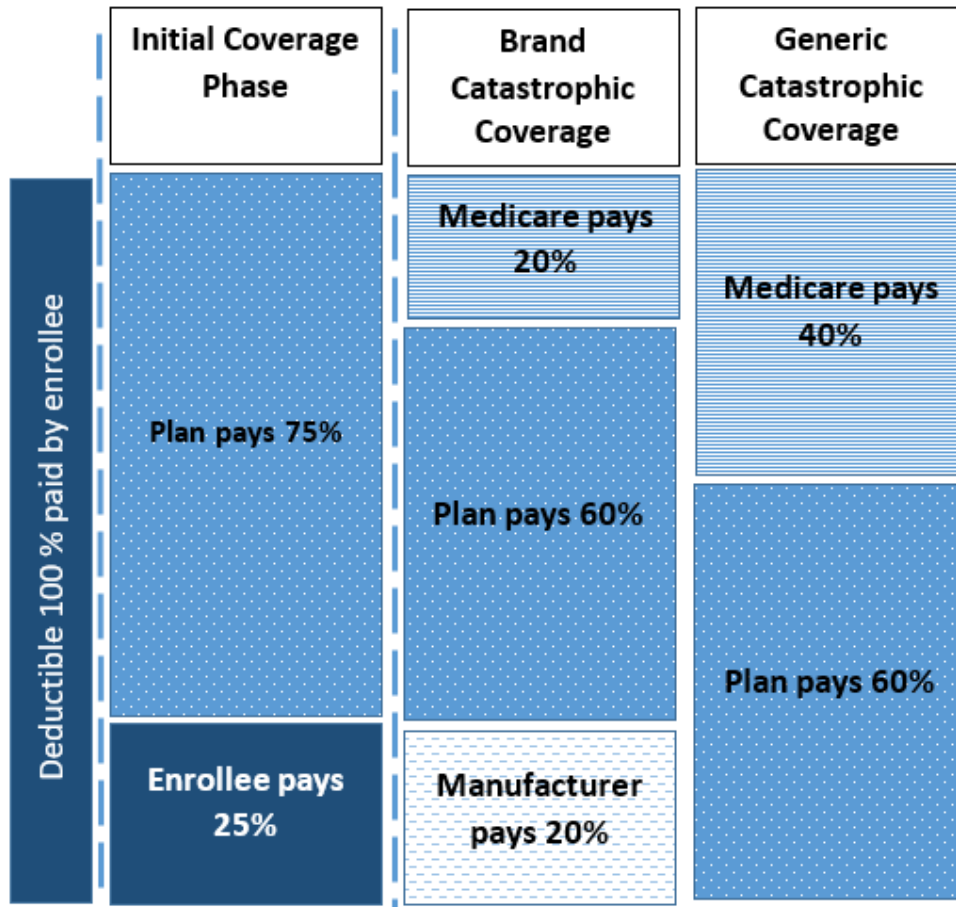 Deductible 100 % paid by enrollee
Initial Coverage
Phase
Plan pays 75%
Enrollee pays
25%
Brand
Catastrophic
Coverage
Medicare pays
20%
Plan pays 60%
Manufacturer
pays 20%
Generic
Catastrophic
Coverage
Medicare pays
40%
Plan pays 60%